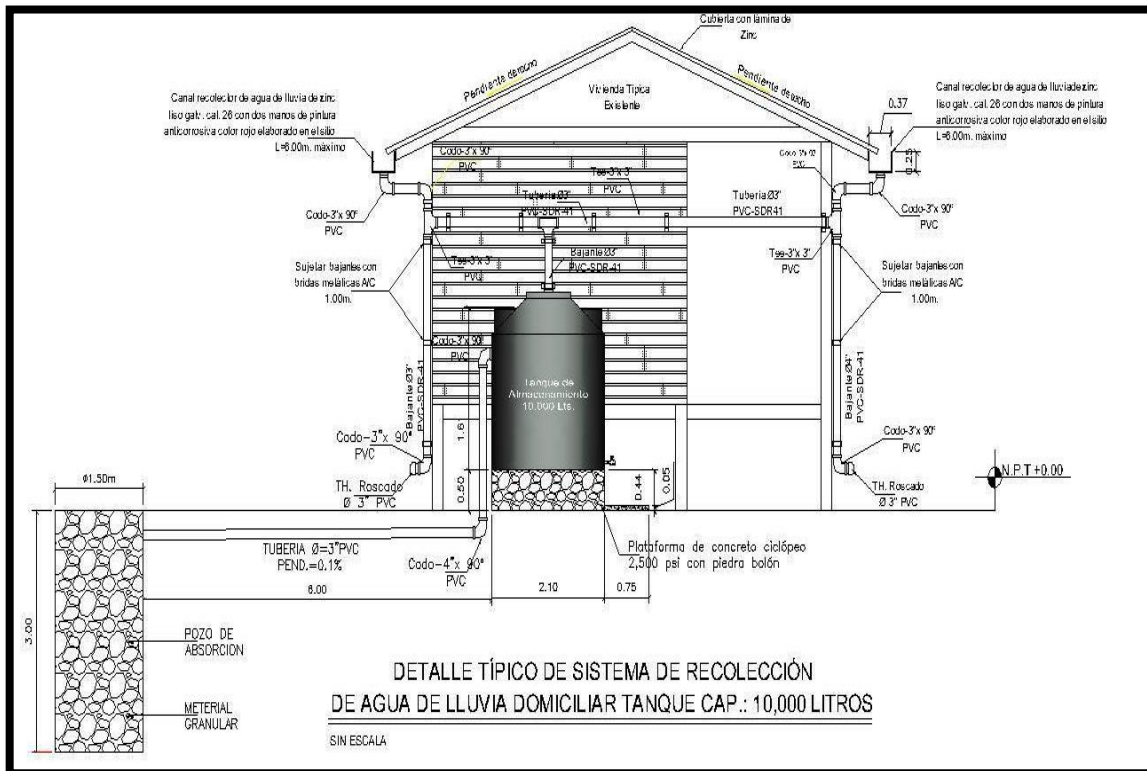 Cubierta con lámina de
Zinc
Pendiente de techo
Pendiente de techo
Vivienda Típica
Existente
Canal recolector de agua de lluvia de zinc
liso galv. cal. 26 con dos manos de pintura
anticorrosiva color rojo elaborado en el sitio
L=6.00m. máximo
Canal recolector de agua de lluvia de zinc
liso galv. cal. 26 con dos manos de pintura
anticorrosiva color rojo elaborado en el sitio
L=6.00m. máximo
0.37
0.25
Codo-3"x 90°
PVC
Codo-3"x 90°
PVC
Tee-3"x 3"
PVC
Tubería Ø3"
PVC-SDR-41
Tubería Ø3"
PVC-SDR-41
Codo-3"x 90°
PVC
Codo-3"x 90°
PVC
Bajante Ø3"
PVC-SDR-41
Tee-3"x 3"
PVC
Tee-3"x 3"
PVC
Sujetar bajantes con
bridas metálicas A/C
1.00m.
Sujetar bajantes con
bridas metálicas A/C
1.00m.
Codo-3"x 90°
PVC
Tanque de
Almacenamiento
10,000 Lts.
Bajante Ø3"
PVC-SDR-41
Bajante Ø4"
PVC-SDR-41
Codo-3"x 90°
PVC
Codo-3"x 90°
PVC
TH. Roscado
Ø 3" PVC
TH. Roscado
Ø 3" PVC
0.50
0.44
0.05
N.P.T +0.00
Ø1.50m
3.00
TUBERIA Ø=3"PVC
PEND.=0.1%
Codo-4"x 90°
PVC
Plataforma de concreto ciclópeo
2,500 psi con piedra bolón
6.00
2.10
0.75
POZO DE
ABSORCION
METERIAL
GRANULAR
DETALLE TÍPICO DE SISTEMA DE RECOLECCIÓN
DE AGUA DE LLUVIA DOMICILIAR TANQUE CAP.: 10,000 LITROS
SIN ESCALA